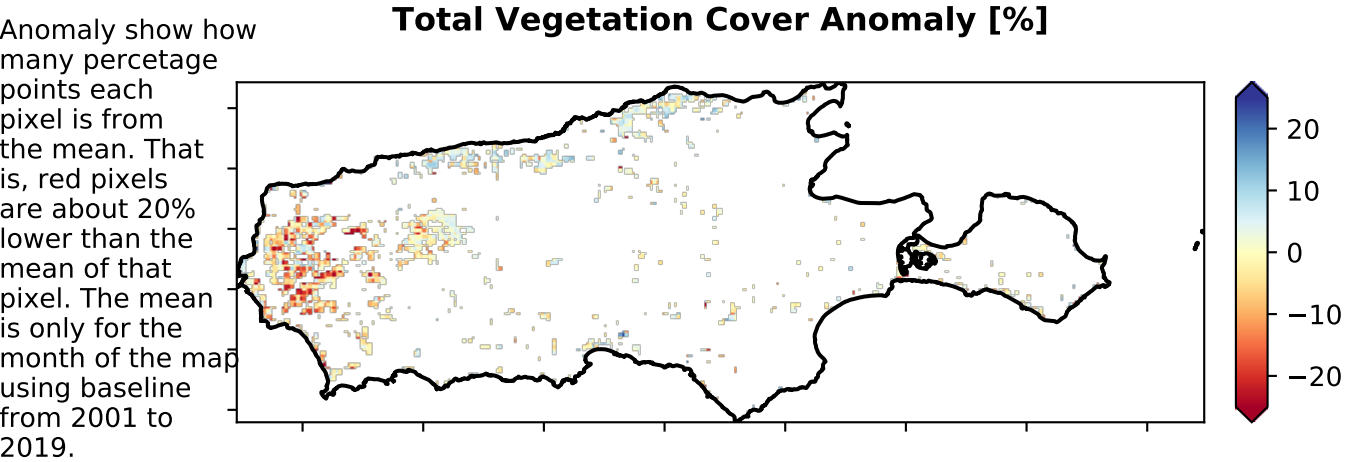 Total Vegetation Cover Anomaly [%]
Anomaly show how
many percetage
points each
pixel is from
the mean. That
is, red pixels
are about 20%
lower than the
mean of that
pixel. The mean
is only for the
month of the map
using baseline
from 2001 to
2019.
20
10
0
−10
−20